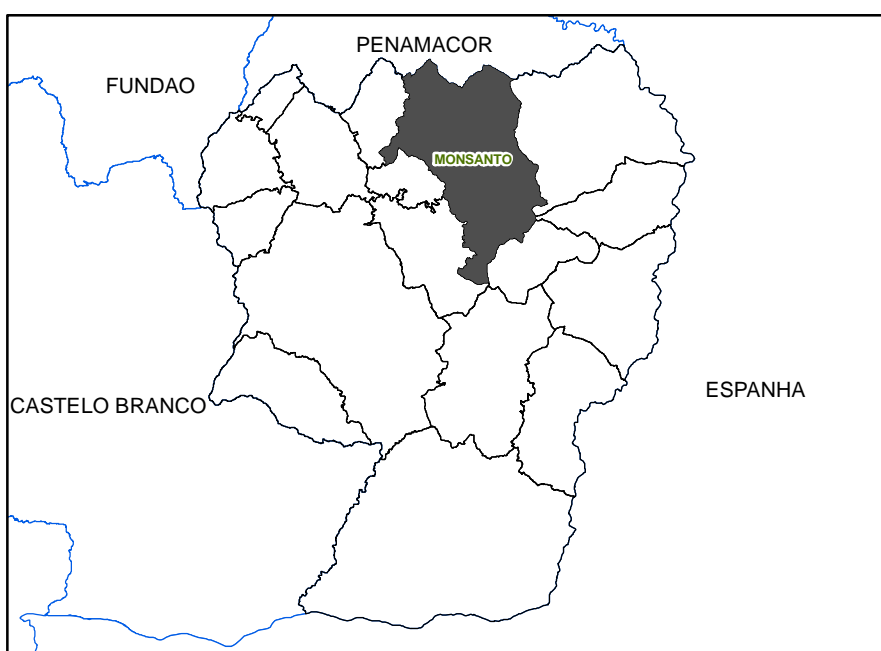 PENAMACOR
FUNDAO
MONSANTO
ESPANHA
CASTELO BRANCO